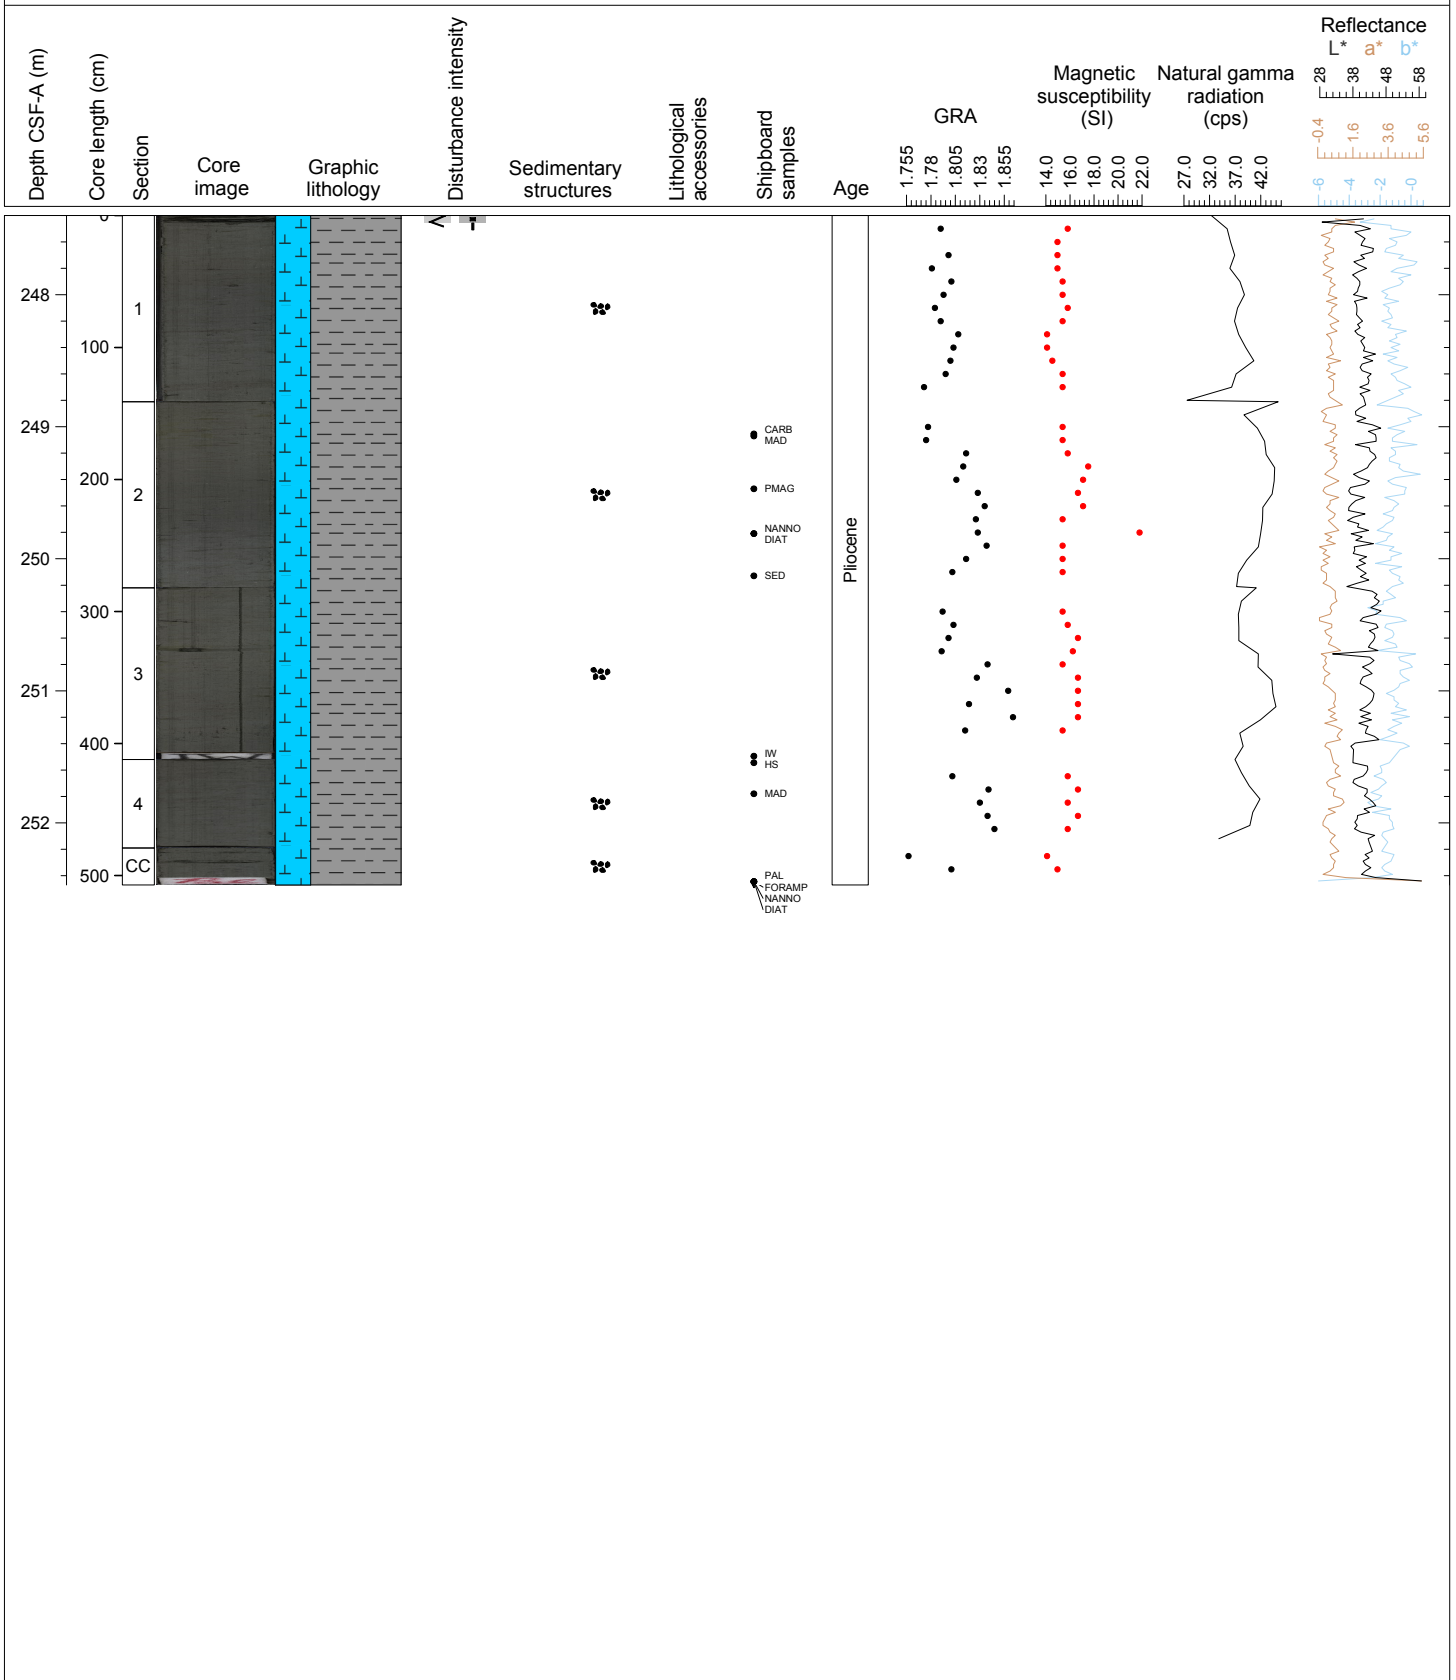 Depth CSF-A (m)
Core length (cm)
Section
Core
image
Graphic
lithology
Disturbance intensity
Sedimentary
structures
Lithological
accessories
Shipboard
samples
Age
GRA
1.755
1.78
1.805
1.83
1.855
Magnetic
susceptibility
(SI)
14.0
16.0
18.0
20.0
22.0
Natural gamma
radiation
(cps)
27.0
32.0
37.0
42.0
Reflectance
L* a* b*
28
38
48
58
-0.4
1.6
3.6
5.6
-6
-4
-2
-0
0
248
1
100
249
CARB
MAD
200
2
PMAG
NANNO
DIAT
250
SED
Pliocene
300
3
251
400
IW
HS
4
MAD
252
CC
500
PAL
FORAMP
NANNO
DIAT